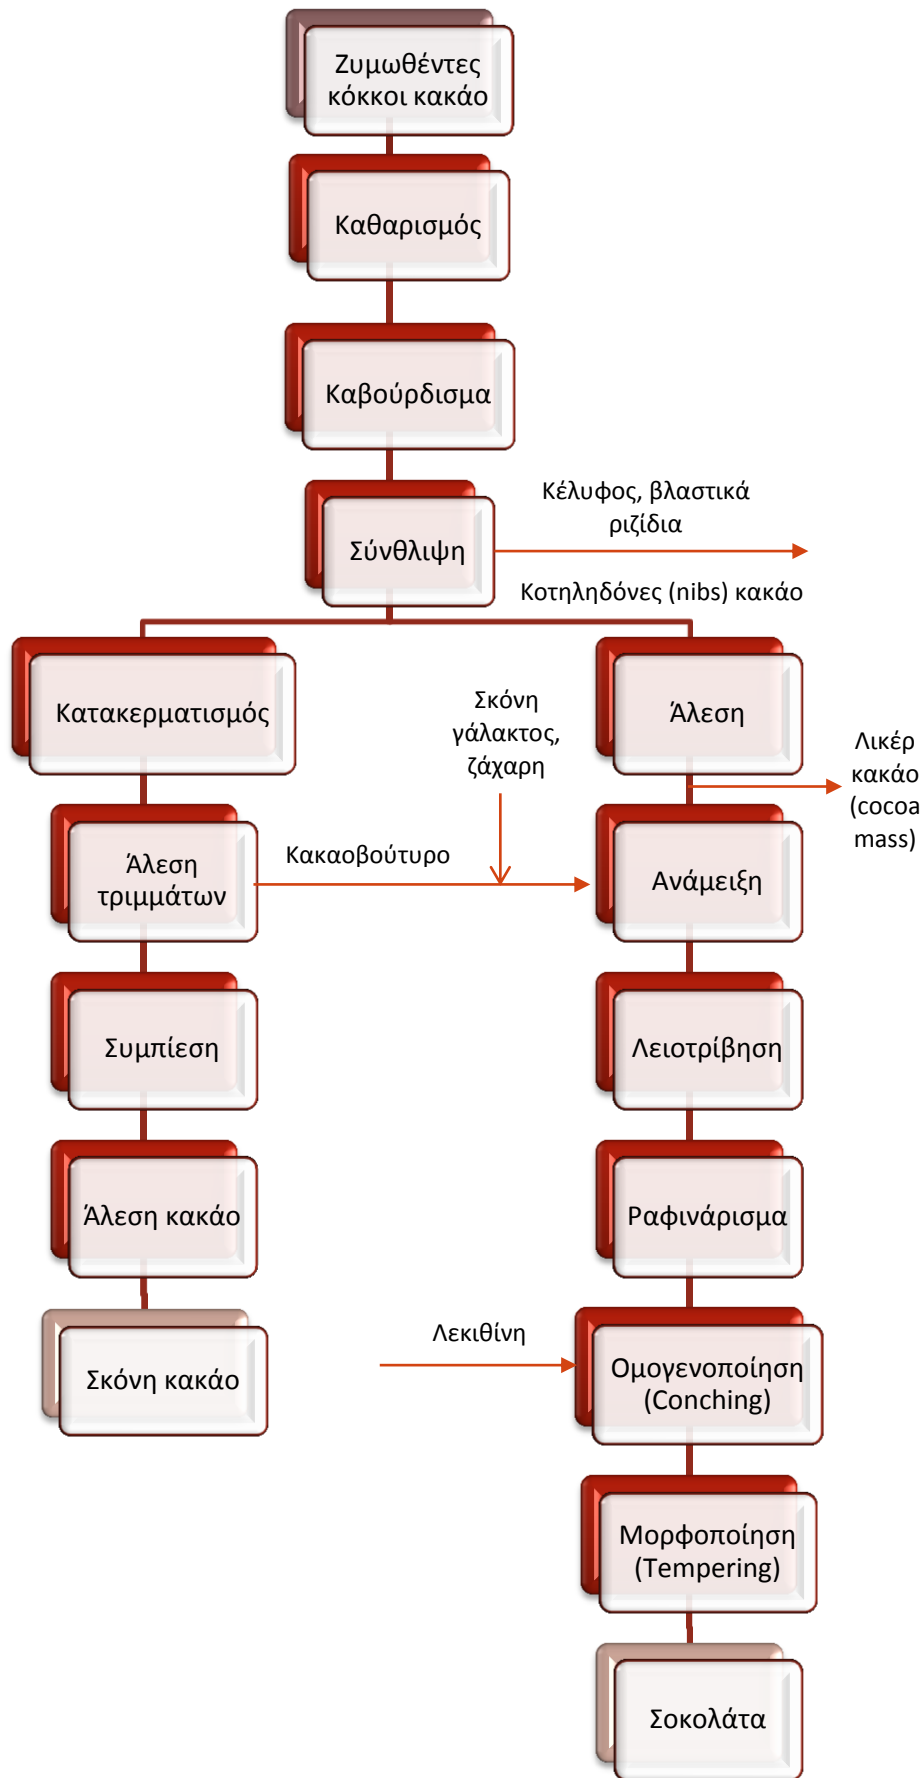 Ζυμωθέντες
κόκκοι κακάο
Καθαρισμός
Καβούρδισμα
Κέλυφος, βλαστικά
ριζίδια
Σύνθλιψη
Κοτηληδόνες (nibs) κακάο
Κατακερματισμός
Σκόνη
γάλακτος,
ζάχαρη
Άλεση
Λικέρ
κακάο
(cocoa
mass)
Άλεση
τριμμάτων
Κακαοβούτυρο
Ανάμειξη
Συμπίεση
Λειοτρίβηση
Άλεση κακάο
Ραφινάρισμα
Σκόνη κακάο
Λεκιθίνη
Ομογενοποίηση
(Conching)
Μορφοποίηση
(Tempering)
Σοκολάτα